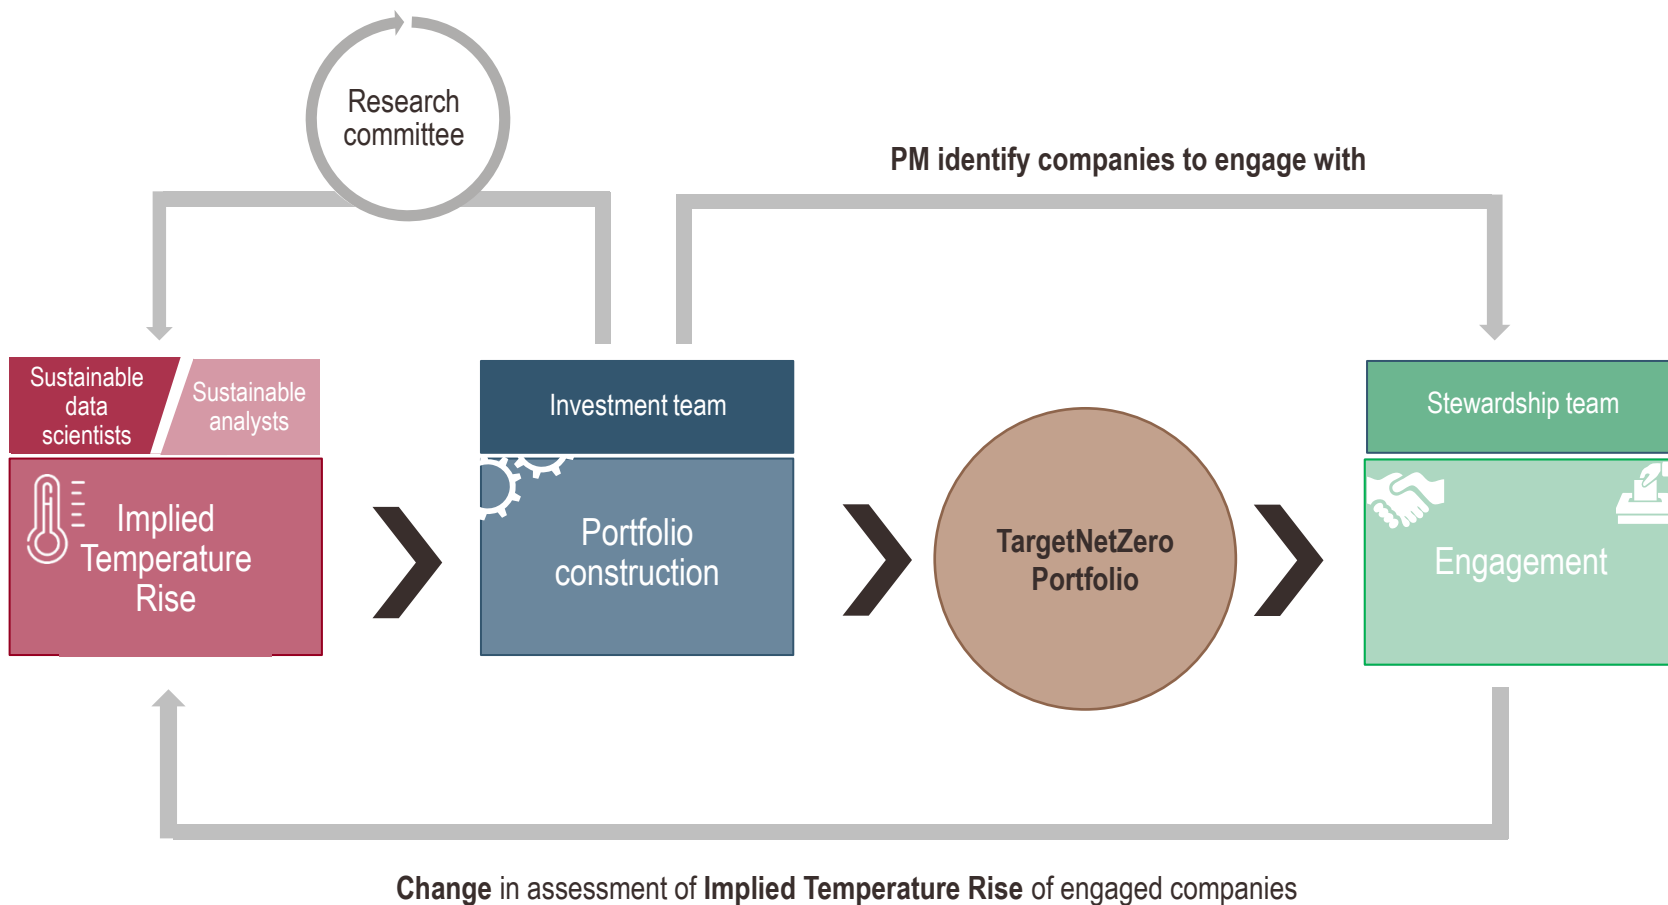 Research
committee
PM identify companies to engage with
Sustainable
data
scientists
Sustainable
analysts
Investment team
Stewardship team
Implied
Temperature
Rise
Portfolio
construction
TargetNetZero
Portfolio
Engagement
Change in assessment of Implied Temperature Rise of engaged companies